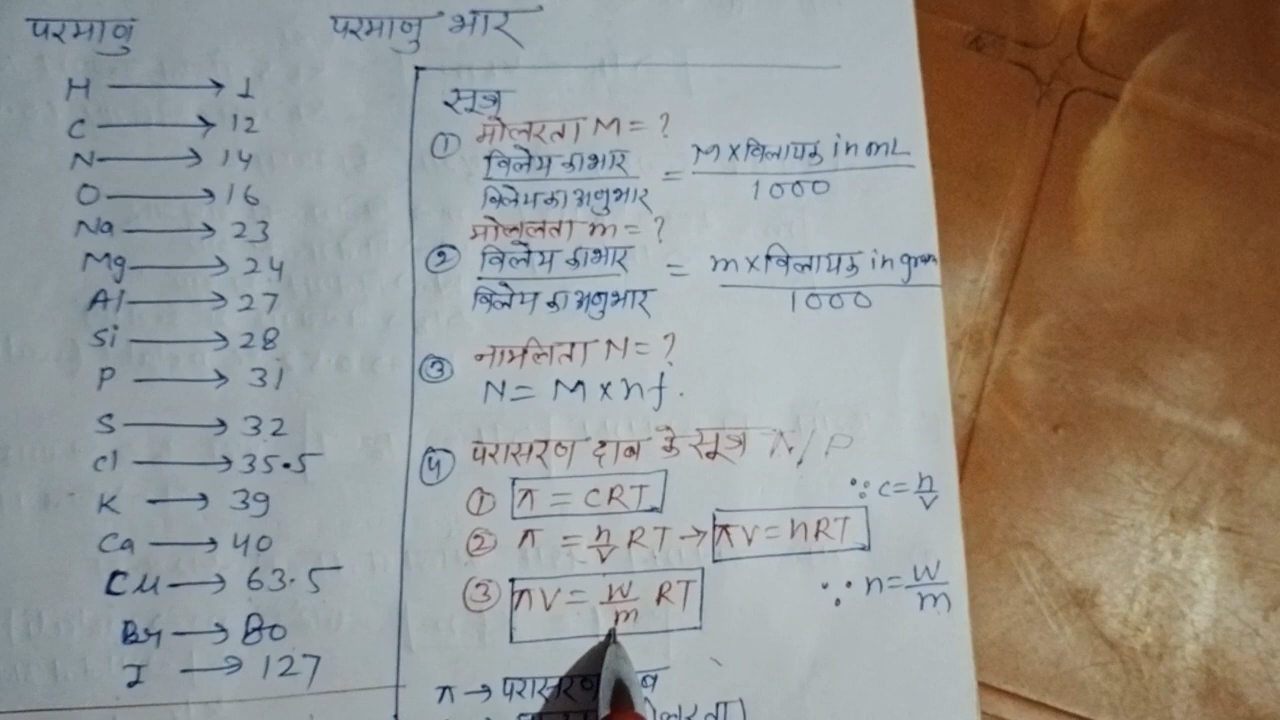 परमाणु परमाणु भार
H → 1
C → 12
N → 14
O → 16
Na → 23
Mg → 24
Al → 27
Si → 28
P → 31
S → 32
Cl → 35.5
K → 39
Ca → 40
Cu → 63.5
Br → 80
I → 127
सूत्र
① मोलरता M = ?
विलेय का भार / विलेय का अणुभार = M × विलायक in mL / 1000
मोललता m = ?
② विलेय का भार / विलेय का अणुभार = m × विलायक in gram / 1000
③ नार्मलता N = ?
N = M × nf.
④ परासरण दाब के सूत्र N/P
① π = CRT ∵ c = n/V
② π = n/V RT → πV = nRT
③ πV = W/m RT ∵ n = W/m
π → परासरण